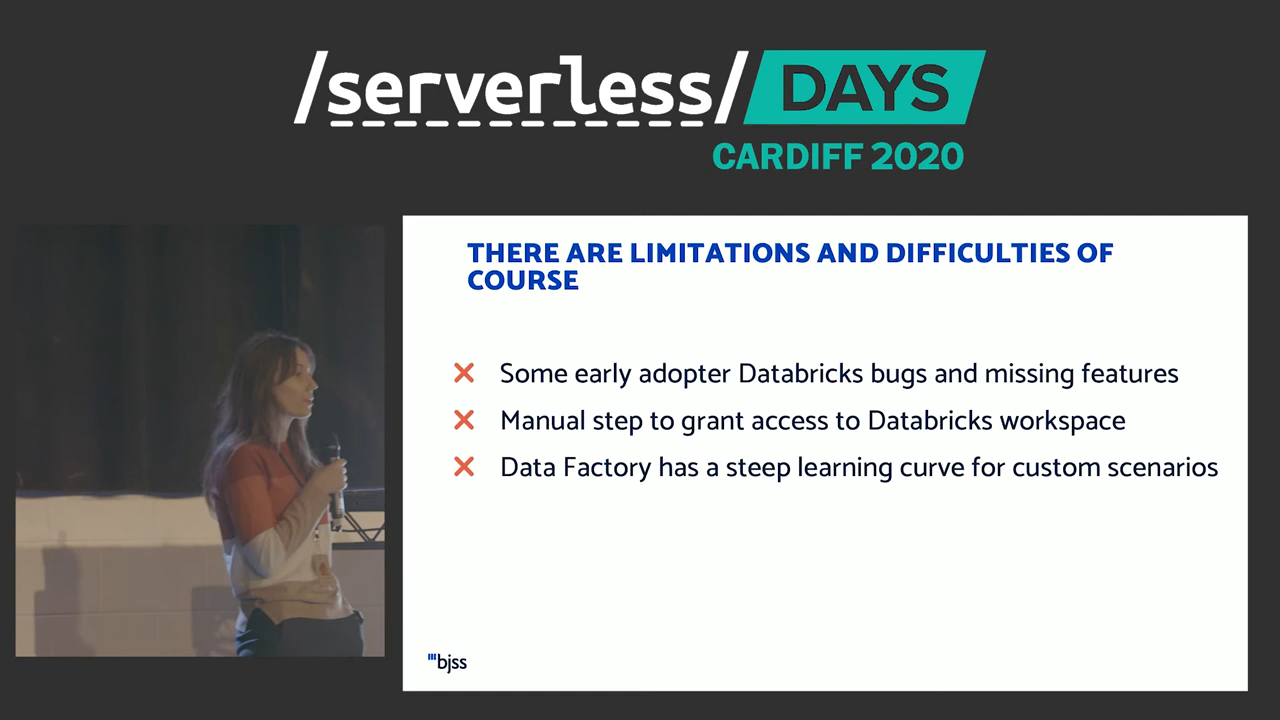 /serverless/ DAYS
CARDIFF 2020
THERE ARE LIMITATIONS AND DIFFICULTIES OF
COURSE
Some early adopter Databricks bugs and missing features
Manual step to grant access to Databricks workspace
Data Factory has a steep learning curve for custom scenarios
bjss